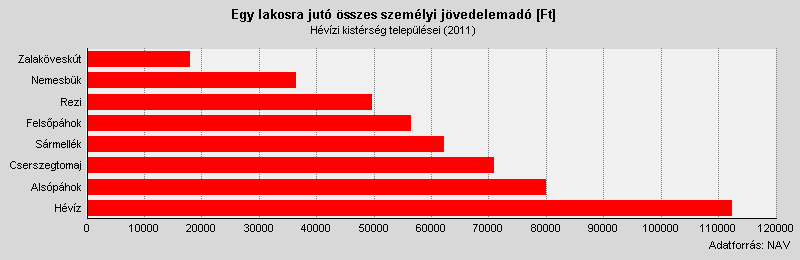 Egy lakosra jutó összes személyi jövedelemadó [Ft]
Hévízi kistérség települései (2011)
Zalaköveskút
Nemesbük
Rezi
Felsőpáhok
Sármellék
Cserszegtomaj
Alsópáhok
Hévíz
0 10000 20000 30000 40000 50000 60000 70000 80000 90000 100000 110000 120000
Adatforrás: NAV